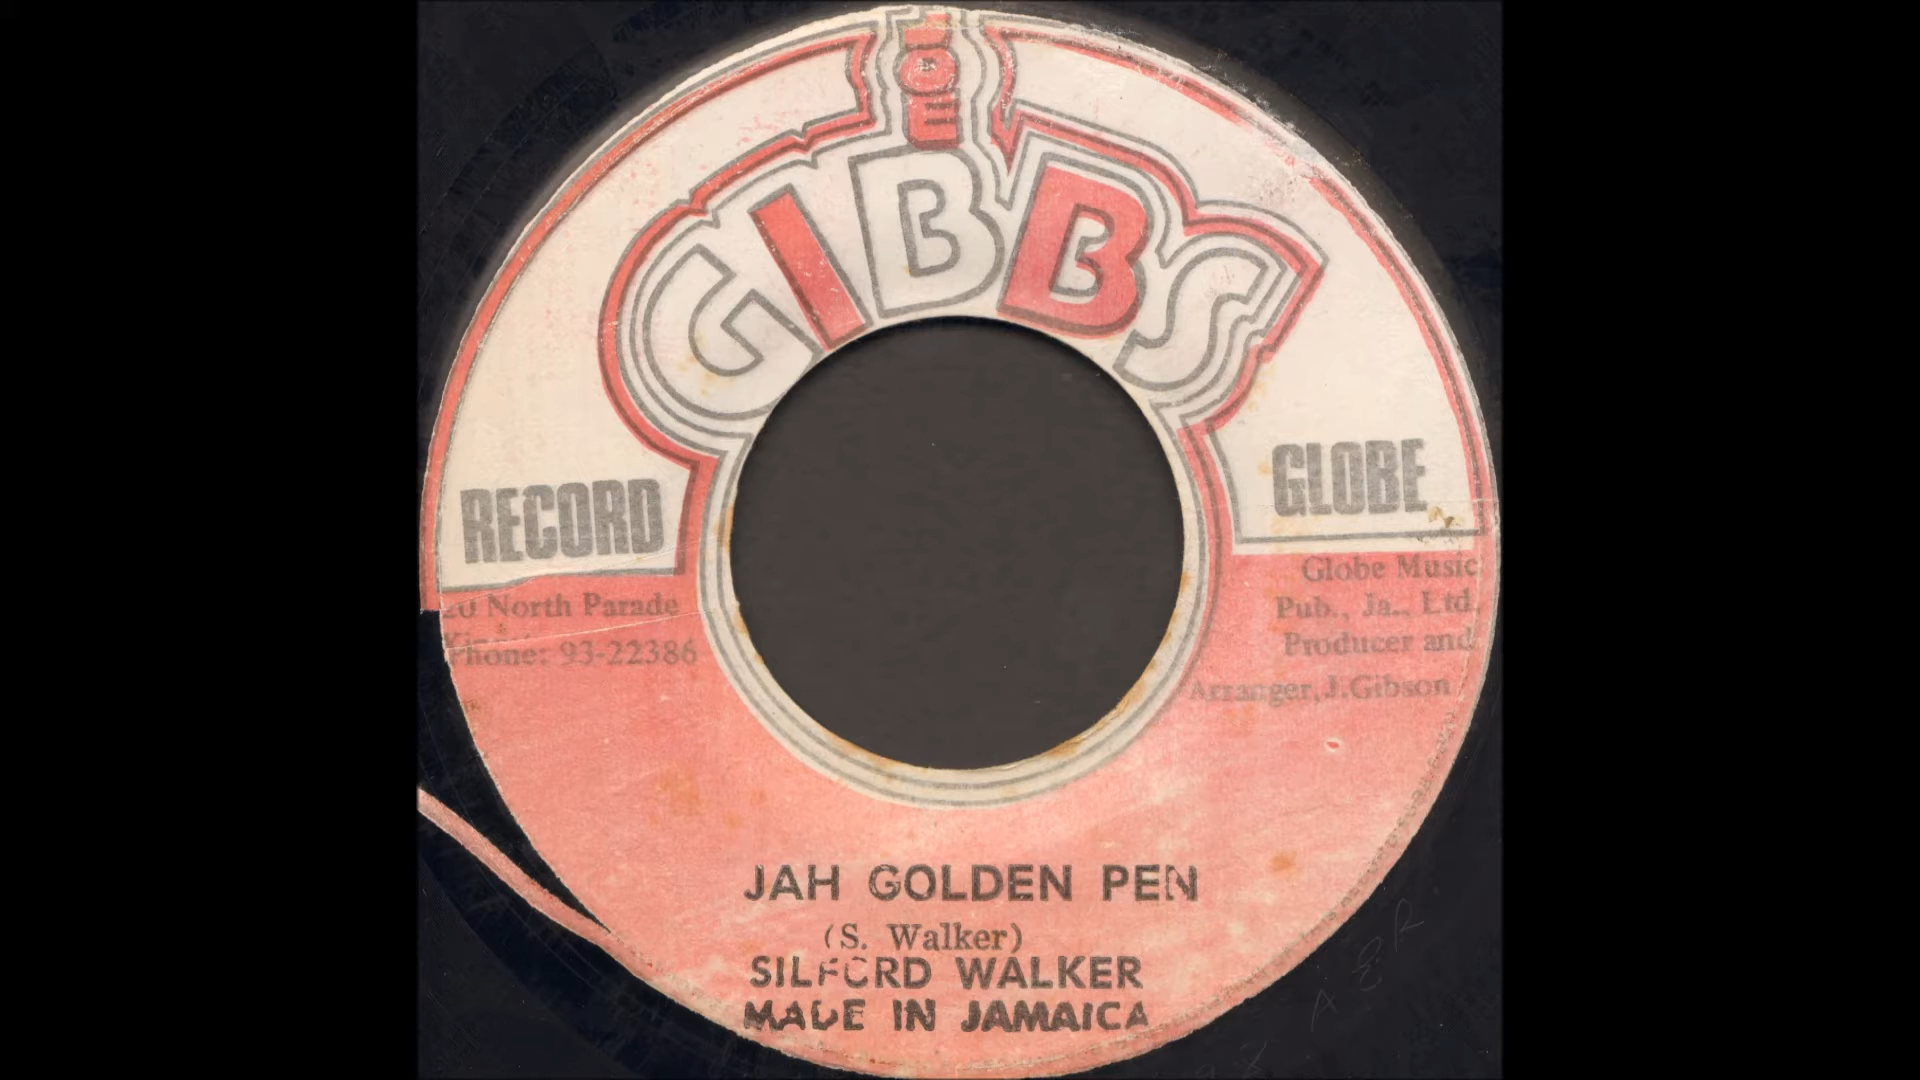 JOE
GIBBS
RECORD
GLOBE
20 North Parade
Phone: 93-22386
Globe Music
Pub., Ja., Ltd.
Producer and
Arranger, J. Gibson
JAH GOLDEN PEN
(S. Walker)
SILFORD WALKER
MADE IN JAMAICA